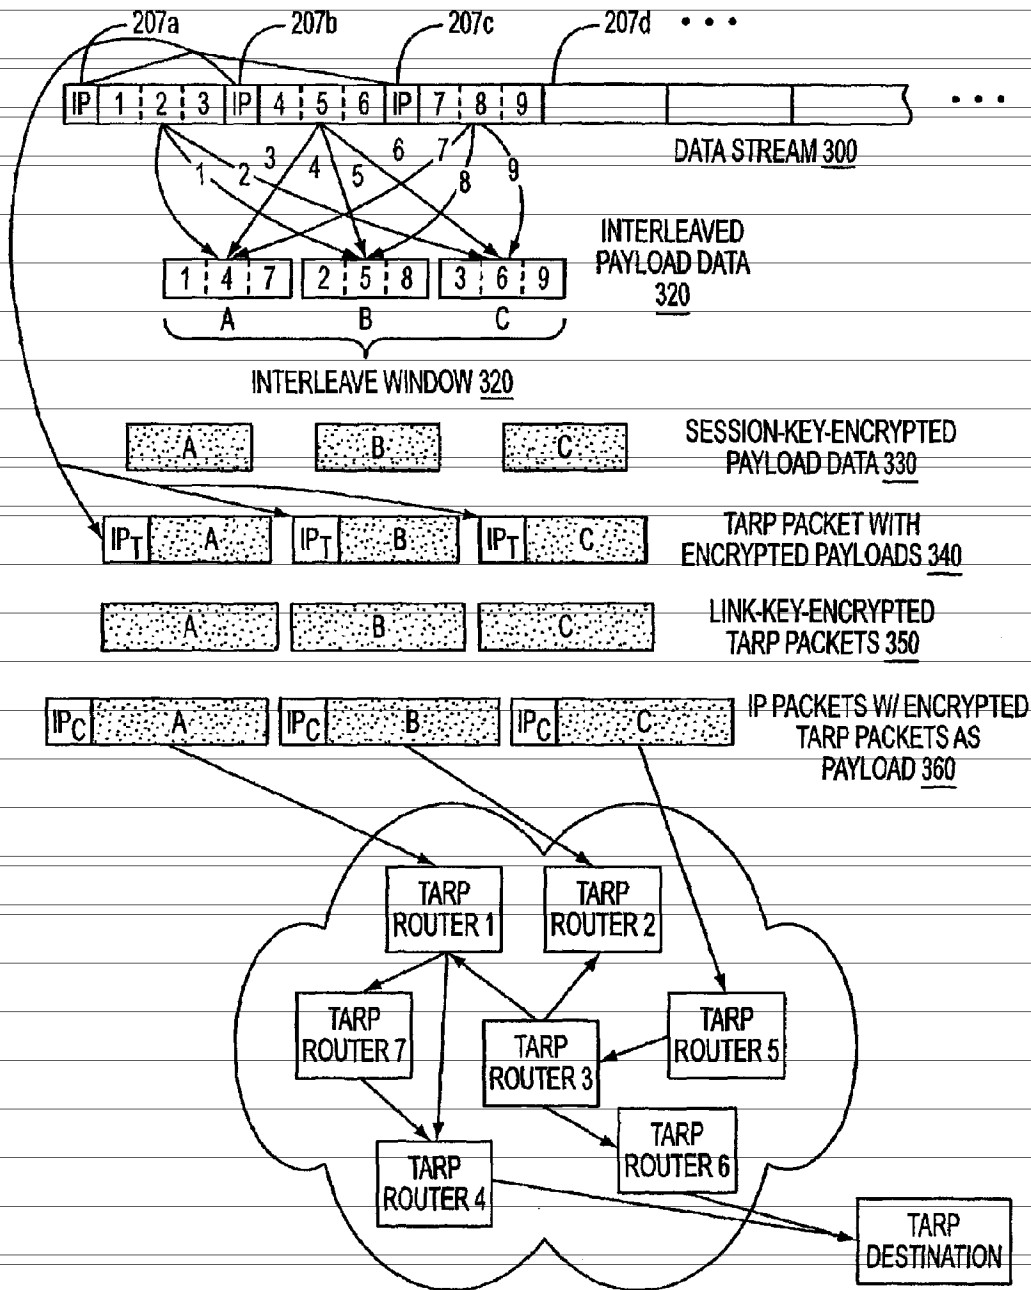 207a 207b 207c 207d • • •
IP 1 2 3 IP 4 5 6 IP 7 8 9 • • •
DATA STREAM 300
1 2 3 4 5 6 7 8 9
INTERLEAVED
PAYLOAD DATA
320
1 4 7 2 5 8 3 6 9
A B C
INTERLEAVE WINDOW 320
A B C
SESSION-KEY-ENCRYPTED
PAYLOAD DATA 330
IPT A IPT B IPT C
TARP PACKET WITH
ENCRYPTED PAYLOADS 340
A B C
LINK-KEY-ENCRYPTED
TARP PACKETS 350
IPC A IPC B IPC C
IP PACKETS W/ ENCRYPTED
TARP PACKETS AS
PAYLOAD 360
TARP
ROUTER 1
TARP
ROUTER 2
TARP
ROUTER 7
TARP
ROUTER 3
TARP
ROUTER 5
TARP
ROUTER 4
TARP
ROUTER 6
TARP
DESTINATION